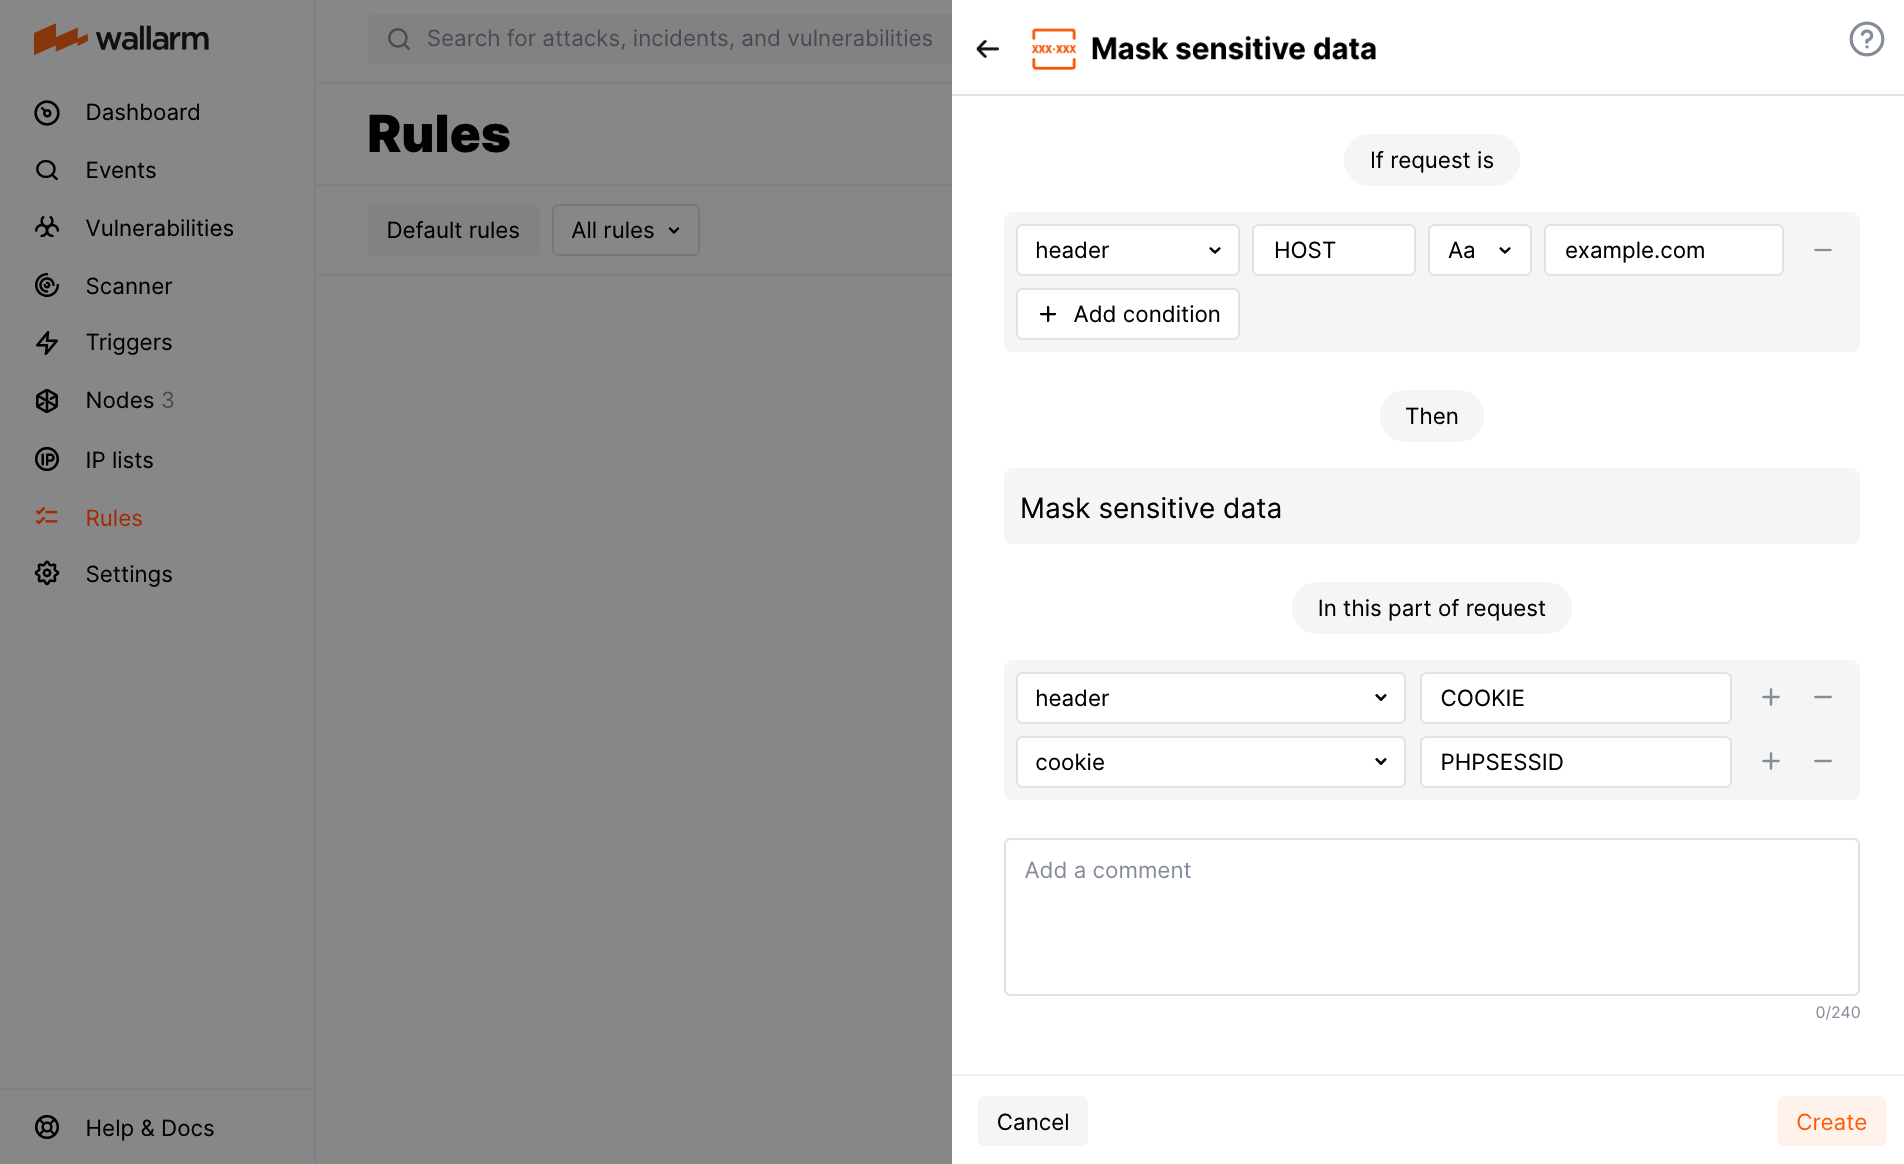 wallarm
Dashboard
Events
Vulnerabilities
Scanner
Triggers
Nodes 3
IP lists
Rules
Settings
Help & Docs
Search for attacks, incidents, and vulnerabilities
Rules
Default rules
All rules
xxx·xxx Mask sensitive data
?
If request is
header HOST Aa example.com
+ Add condition
Then
Mask sensitive data
In this part of request
header COOKIE + −
cookie PHPSESSID + −
Add a comment
0/240
Cancel Create